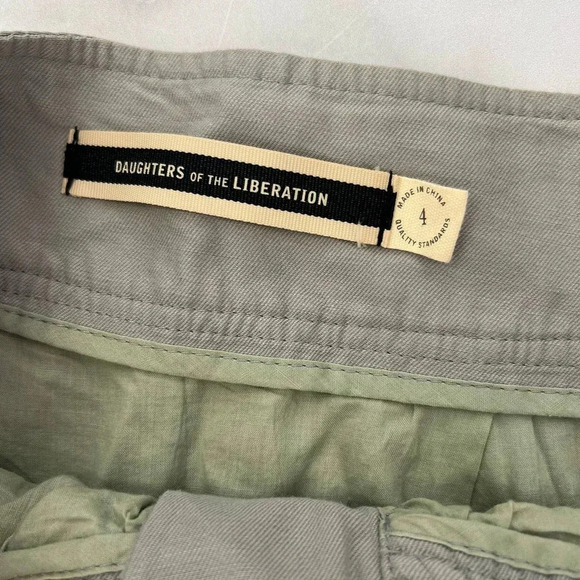 DAUGHTERS OF THE LIBERATION
MADE IN CHINA
4
QUALITY STANDARDS